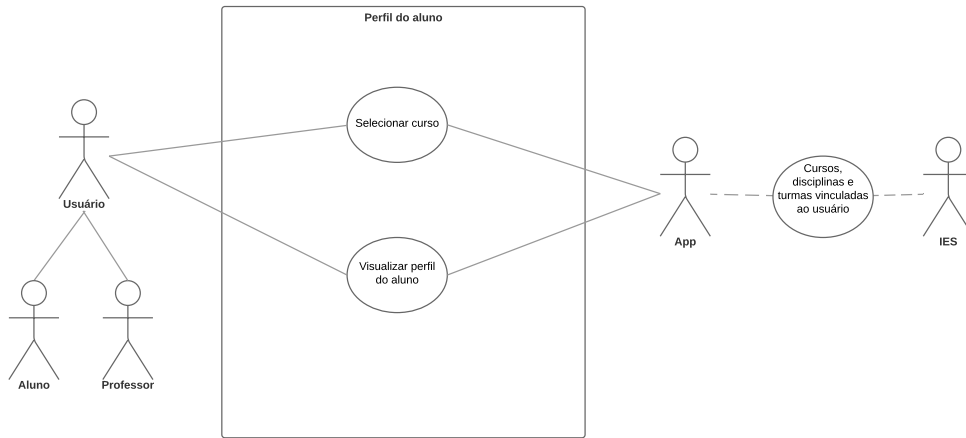 Perfil do aluno
Selecionar curso
Usuário
Visualizar perfil
do aluno
Aluno
Professor
App
Cursos,
disciplinas e
turmas vinculadas
ao usuário
IES